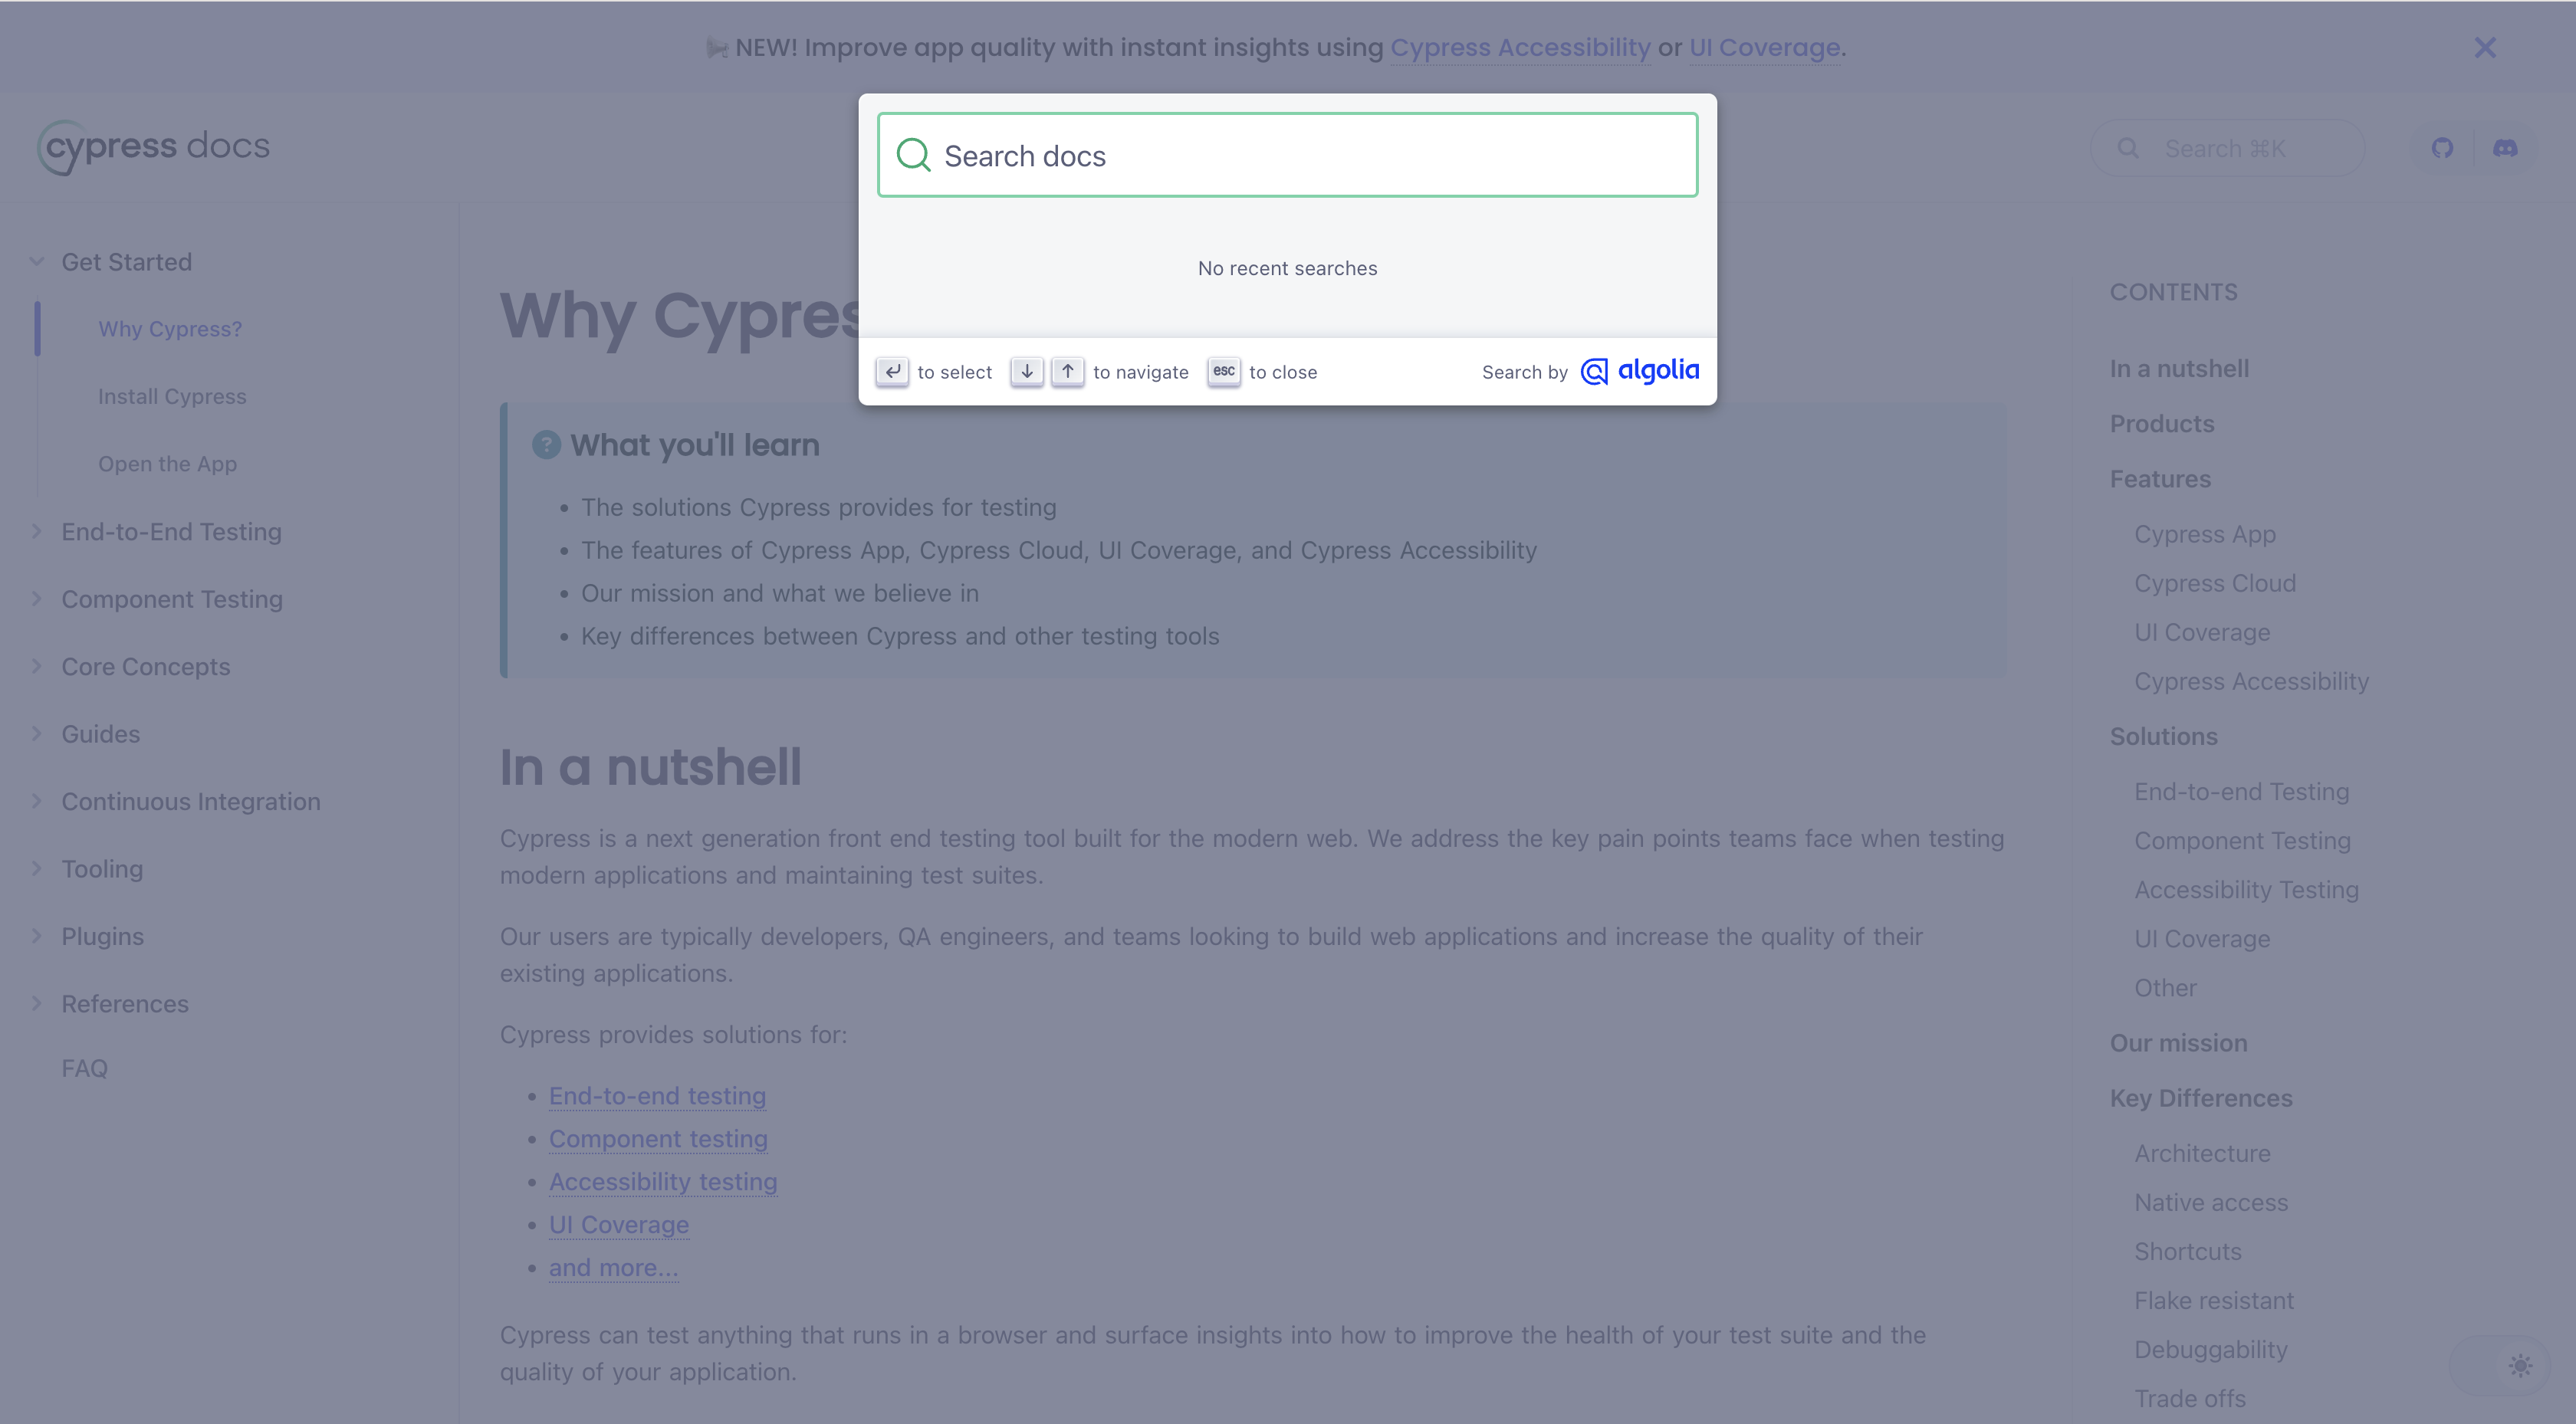 NEW! Improve app quality with instant insights using Cypress Accessibility or UI Coverage.
cypress docs
Search ⌘K
Search docs
No recent searches
to select
to navigate
esc to close
Search by algolia
Get Started
Why Cypress?
Install Cypress
Open the App
End-to-End Testing
Component Testing
Core Concepts
Guides
Continuous Integration
Tooling
Plugins
References
FAQ
Why Cypres
What you'll learn
The solutions Cypress provides for testing
The features of Cypress App, Cypress Cloud, UI Coverage, and Cypress Accessibility
Our mission and what we believe in
Key differences between Cypress and other testing tools
In a nutshell
Cypress is a next generation front end testing tool built for the modern web. We address the key pain points teams face when testing
modern applications and maintaining test suites.
Our users are typically developers, QA engineers, and teams looking to build web applications and increase the quality of their
existing applications.
Cypress provides solutions for:
End-to-end testing
Component testing
Accessibility testing
UI Coverage
and more...
Cypress can test anything that runs in a browser and surface insights into how to improve the health of your test suite and the
quality of your application.
CONTENTS
In a nutshell
Products
Features
Cypress App
Cypress Cloud
UI Coverage
Cypress Accessibility
Solutions
End-to-end Testing
Component Testing
Accessibility Testing
UI Coverage
Other
Our mission
Key Differences
Architecture
Native access
Shortcuts
Flake resistant
Debuggability
Trade offs